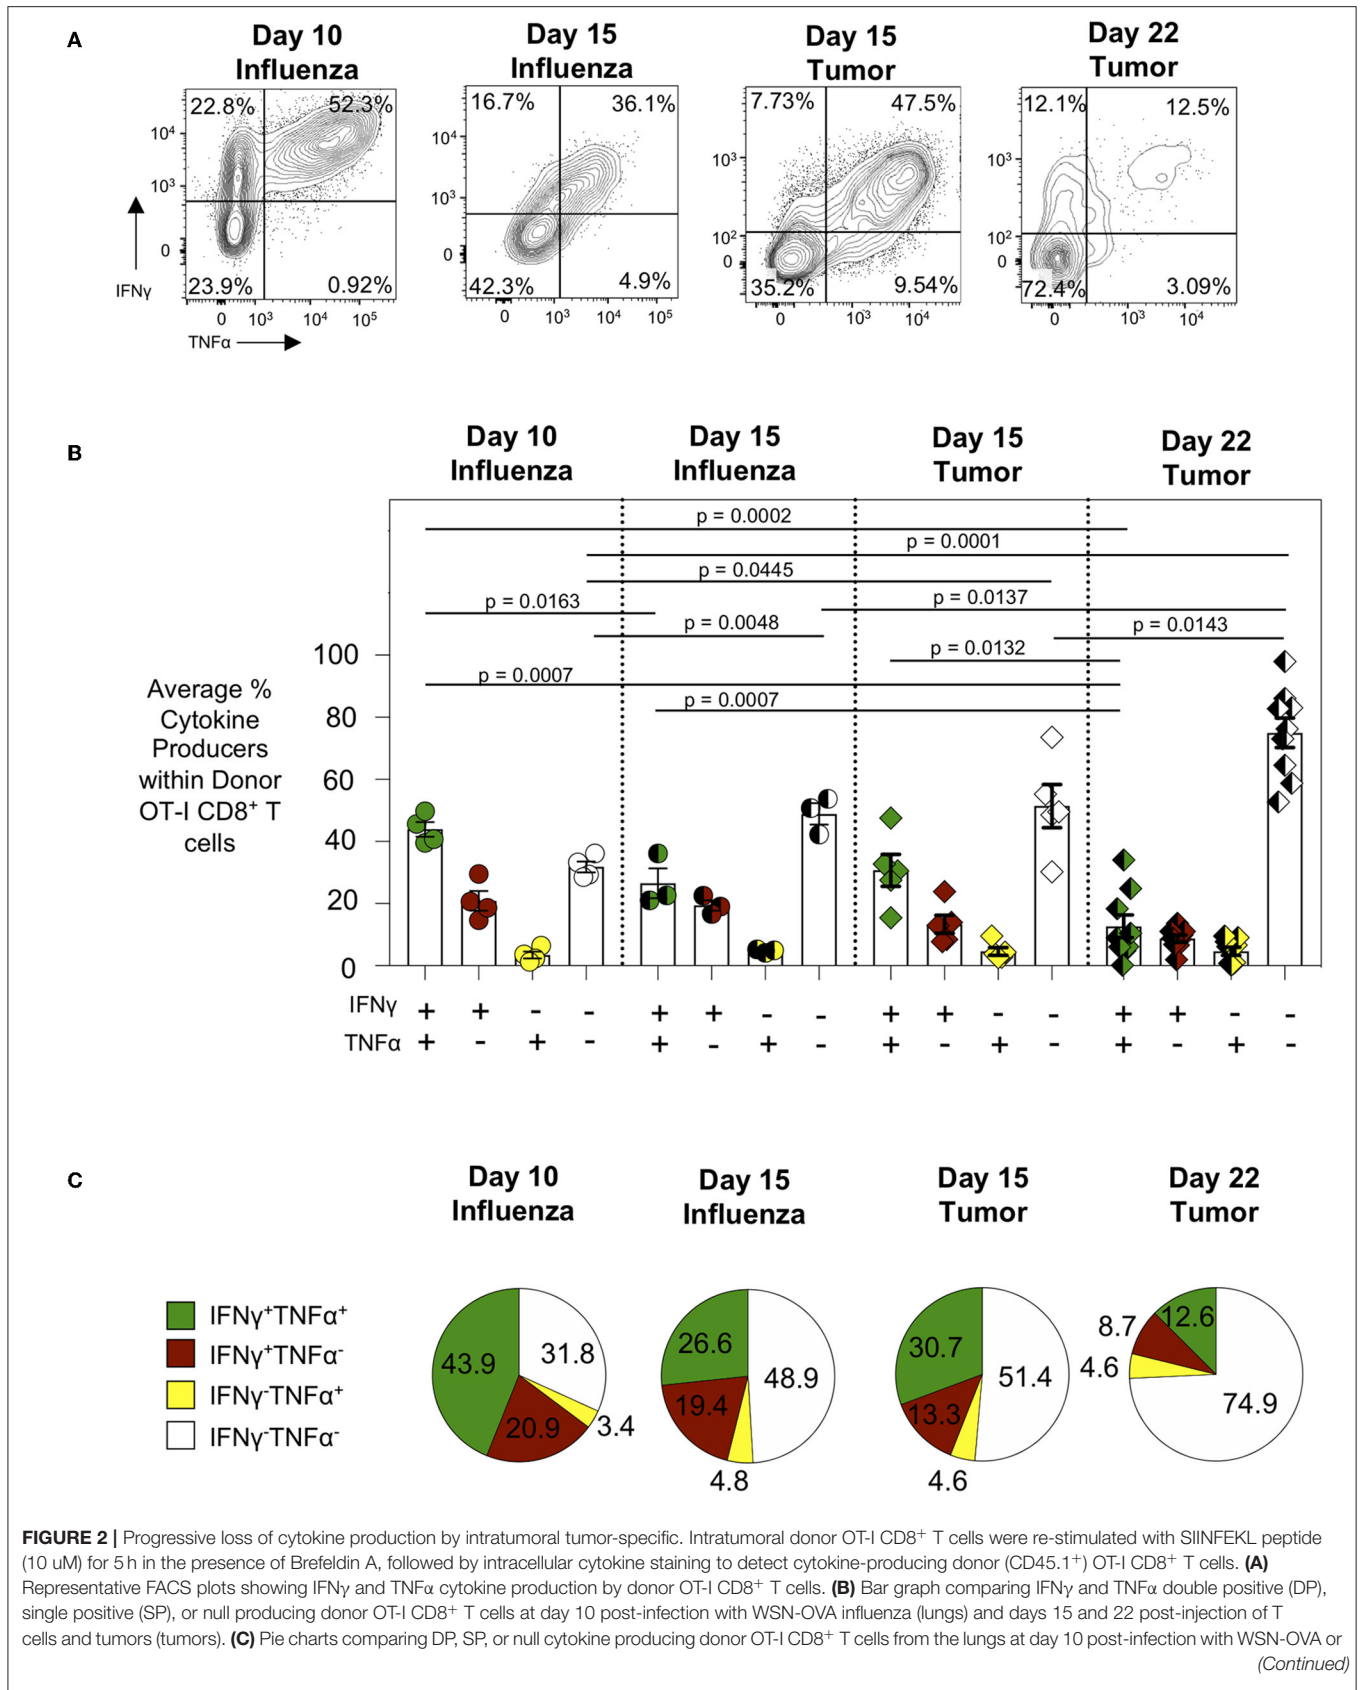 A
Day 10
Influenza
Day 15
Influenza
Day 15
Tumor
Day 22
Tumor
22.8% 52.3%
23.9% 0.92%
10⁴
10³
0
0 10³ 10⁴ 10⁵
16.7% 36.1%
42.3% 4.9%
10⁴
10³
0
0 10³ 10⁴ 10⁵
7.73% 47.5%
35.2% 9.54%
10³
10²
0
0 10³ 10⁴
12.1% 12.5%
72.4% 3.09%
10³
10²
0
0 10³ 10⁴
IFNγ
TNFα
B
Day 10
Influenza
Day 15
Influenza
Day 15
Tumor
Day 22
Tumor
p = 0.0002
p = 0.0001
p = 0.0445
p = 0.0163
p = 0.0137
p = 0.0048
p = 0.0143
p = 0.0132
p = 0.0007
p = 0.0007
Average %
Cytokine
Producers
within Donor
OT-I CD8⁺ T
cells
100
80
60
40
20
0
IFNγ + + - - + + - - + + - - + + - -
TNFα + - + - + - + - + - + - + - + -
C
Day 10
Influenza
Day 15
Influenza
Day 15
Tumor
Day 22
Tumor
IFNγ⁺TNFα⁺
IFNγ⁺TNFα⁻
IFNγ⁻TNFα⁺
IFNγ⁻TNFα⁻
43.9 31.8
20.9 3.4
26.6 48.9
19.4
4.8
30.7 51.4
13.3
4.6
12.6
8.7
4.6
74.9
FIGURE 2 | Progressive loss of cytokine production by intratumoral tumor-specific. Intratumoral donor OT-I CD8⁺ T cells were re-stimulated with SIINFEKL peptide
(10 uM) for 5 h in the presence of Brefeldin A, followed by intracellular cytokine staining to detect cytokine-producing donor (CD45.1⁺) OT-I CD8⁺ T cells. (A)
Representative FACS plots showing IFNγ and TNFα cytokine production by donor OT-I CD8⁺ T cells. (B) Bar graph comparing IFNγ and TNFα double positive (DP),
single positive (SP), or null producing donor OT-I CD8⁺ T cells at day 10 post-infection with WSN-OVA influenza (lungs) and days 15 and 22 post-injection of T
cells and tumors (tumors). (C) Pie charts comparing DP, SP, or null cytokine producing donor OT-I CD8⁺ T cells from the lungs at day 10 post-infection with WSN-OVA or
(Continued)